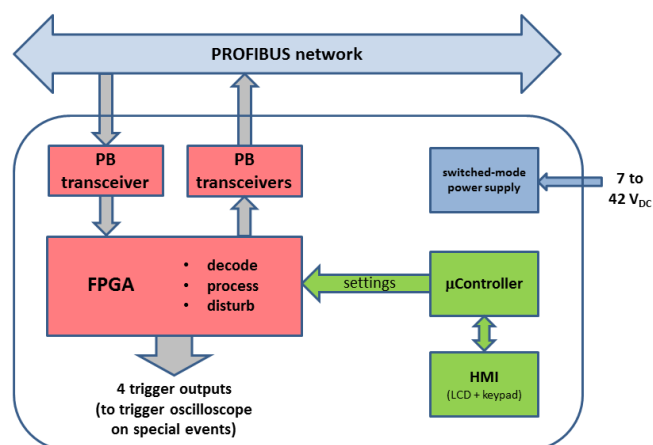 PROFIBUS network
PB
transceiver
PB
transceivers
switched-mode
power supply
7 to
42 VDC
FPGA
• decode
• process
• disturb
settings
µController
HMI
(LCD + keypad)
4 trigger outputs
(to trigger oscilloscope
on special events)